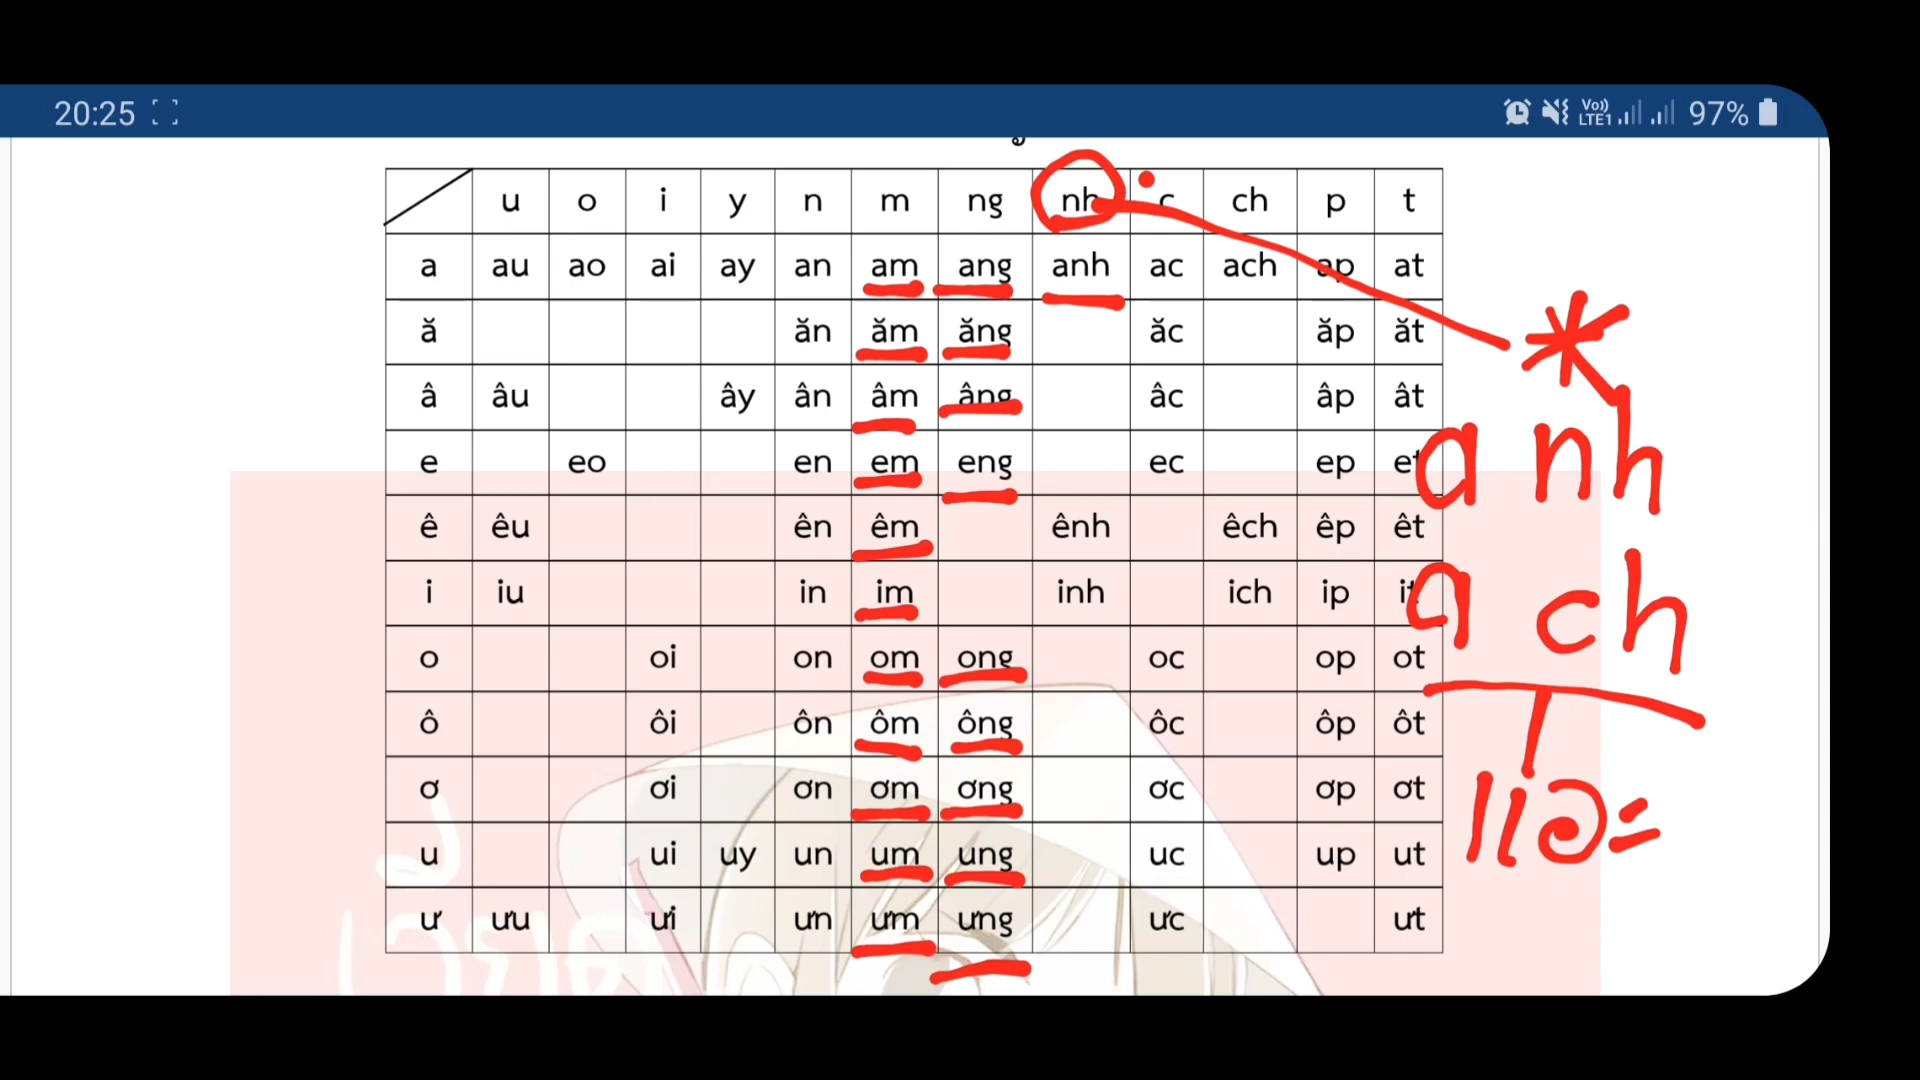 20:25 Vo)) LTE1 97%
u o i y n m ng nh c ch p t
a au ao ai ay an am ang anh ac ach ap at
ă ăn ăm ăng ăc ăp ăt
â âu ây ân âm âng âc âp ât
e eo en em eng ec ep et
ê êu ên êm ênh êch êp êt
i iu in im inh ich ip it
o oi on om ong oc op ot
ô ôi ôn ôm ông ôc ôp ôt
ơ ơi ơn ơm ơng ơc ơp ơt
u ui uy un um ung uc up ut
ư ưu ưi ưn ưm ưng ưc ưt
anh
ach
แอะ